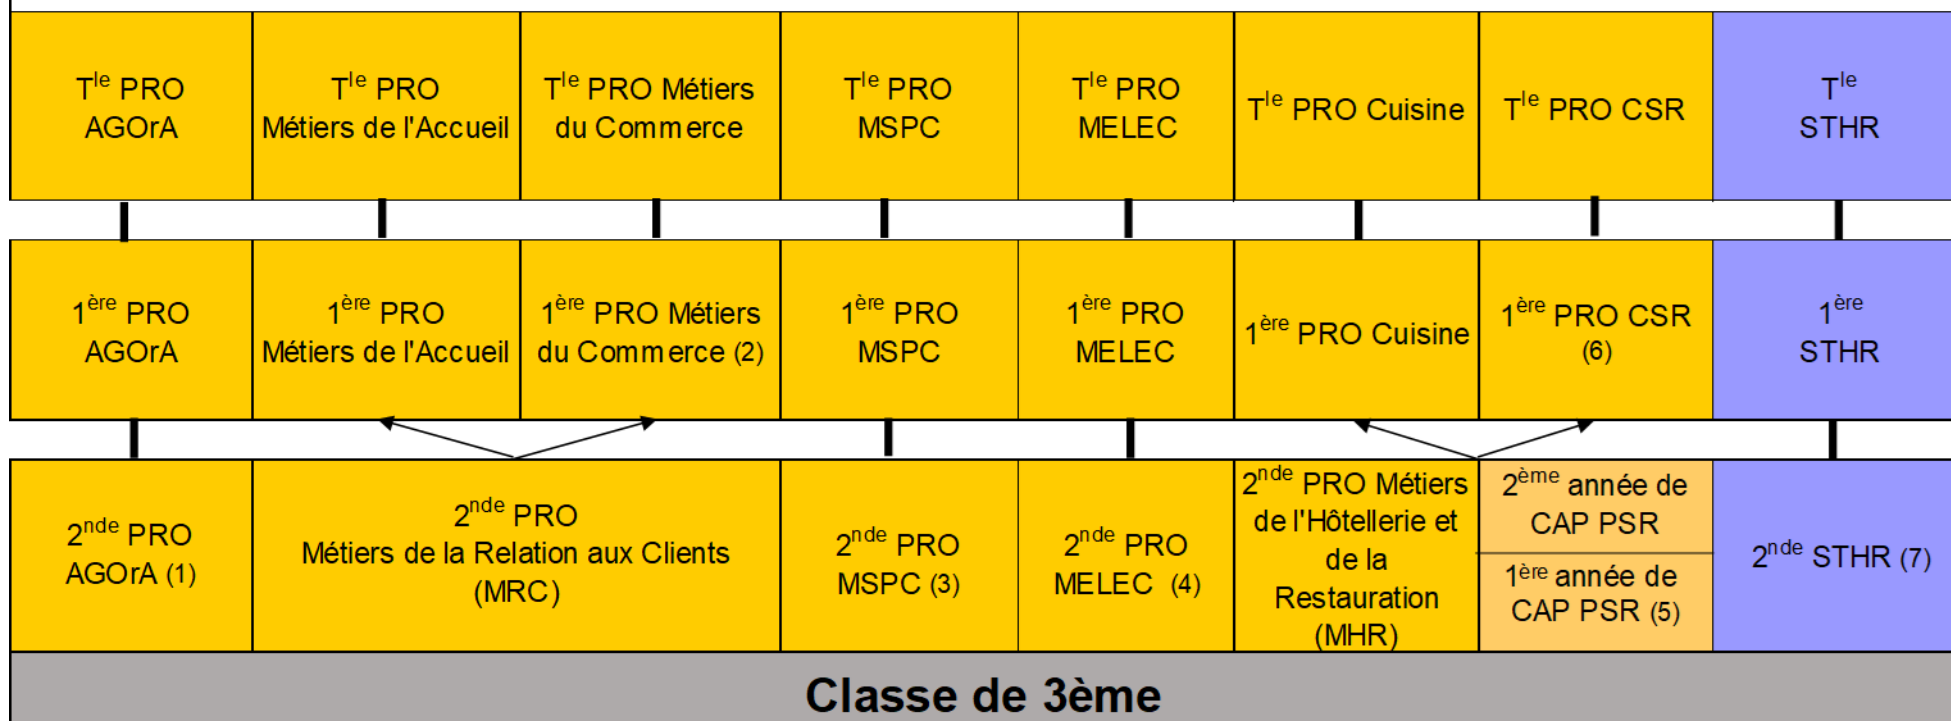 Tle PRO
AGOrA
Tle PRO
Métiers de l'Accueil
Tle PRO Métiers
du Commerce
Tle PRO
MSPC
Tle PRO
MELEC
Tle PRO Cuisine
Tle PRO CSR
Tle
STHR
1ère PRO
AGOrA
1ère PRO
Métiers de l'Accueil
1ère PRO Métiers
du Commerce (2)
1ère PRO
MSPC
1ère PRO
MELEC
1ère PRO Cuisine
1ère PRO CSR
(6)
1ère
STHR
2nde PRO
AGOrA (1)
2nde PRO
Métiers de la Relation aux Clients
(MRC)
2nde PRO
MSPC (3)
2nde PRO
MELEC (4)
2nde PRO Métiers
de l'Hôtellerie et
de la
Restauration
(MHR)
2ème année de
CAP PSR
1ère année de
CAP PSR (5)
2nde STHR (7)
Classe de 3ème